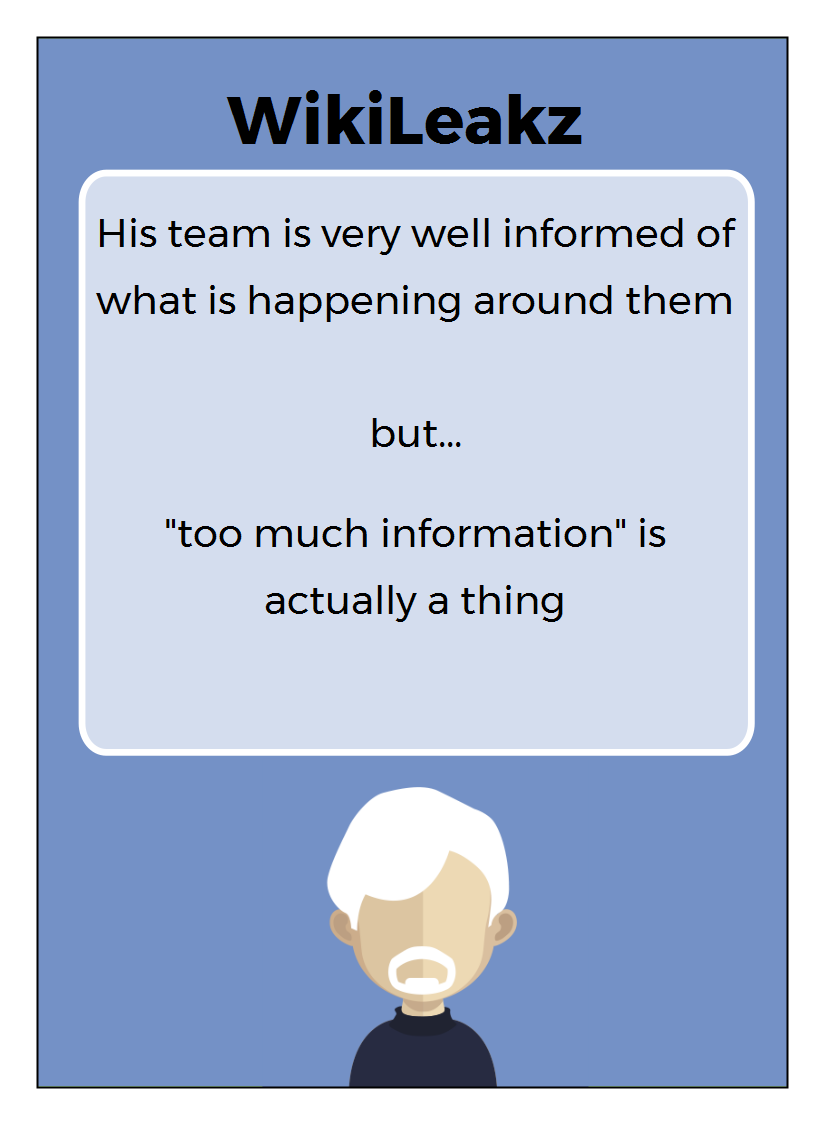 WikiLeakz
His team is very well informed of
what is happening around them
but...
"too much information" is
actually a thing